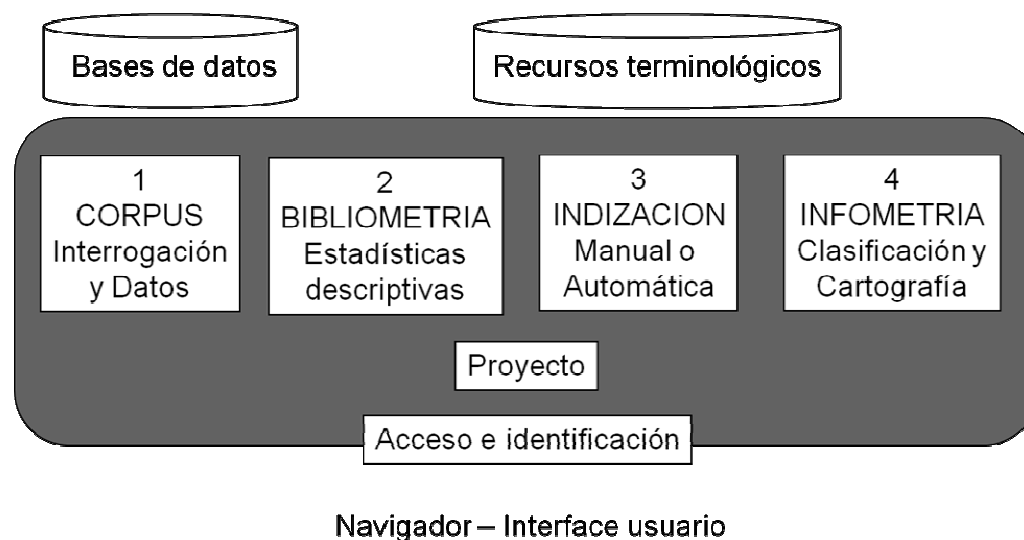 Bases de datos
Recursos terminológicos
1
CORPUS
Interrogación
y Datos
2
BIBLIOMETRIA
Estadísticas
descriptivas
3
INDIZACION
Manual o
Automática
4
INFOMETRIA
Clasificación y
Cartografía
Proyecto
Acceso e identificación
Navigador – Interface usuario